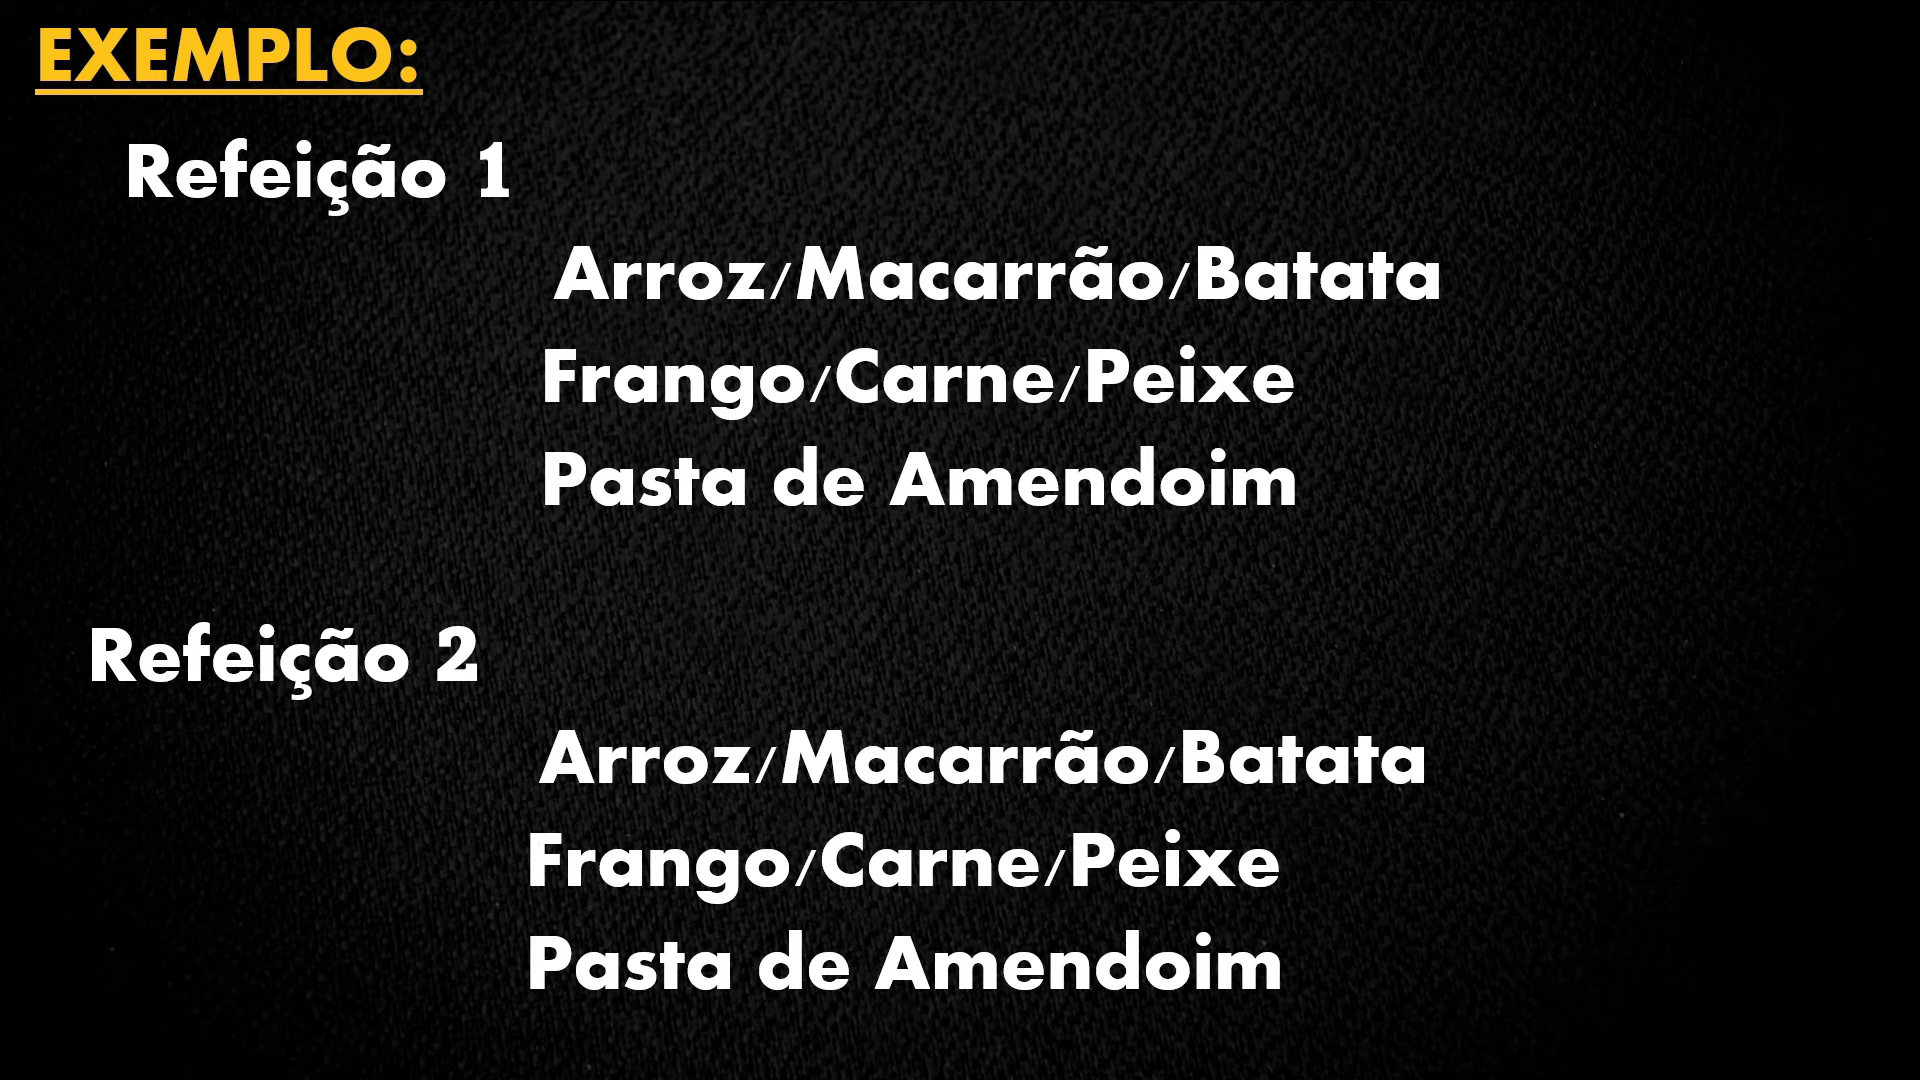 EXEMPLO:
Refeição 1
Arroz/Macarrão/Batata
Frango/Carne/Peixe
Pasta de Amendoim
Refeição 2
Arroz/Macarrão/Batata
Frango/Carne/Peixe
Pasta de Amendoim